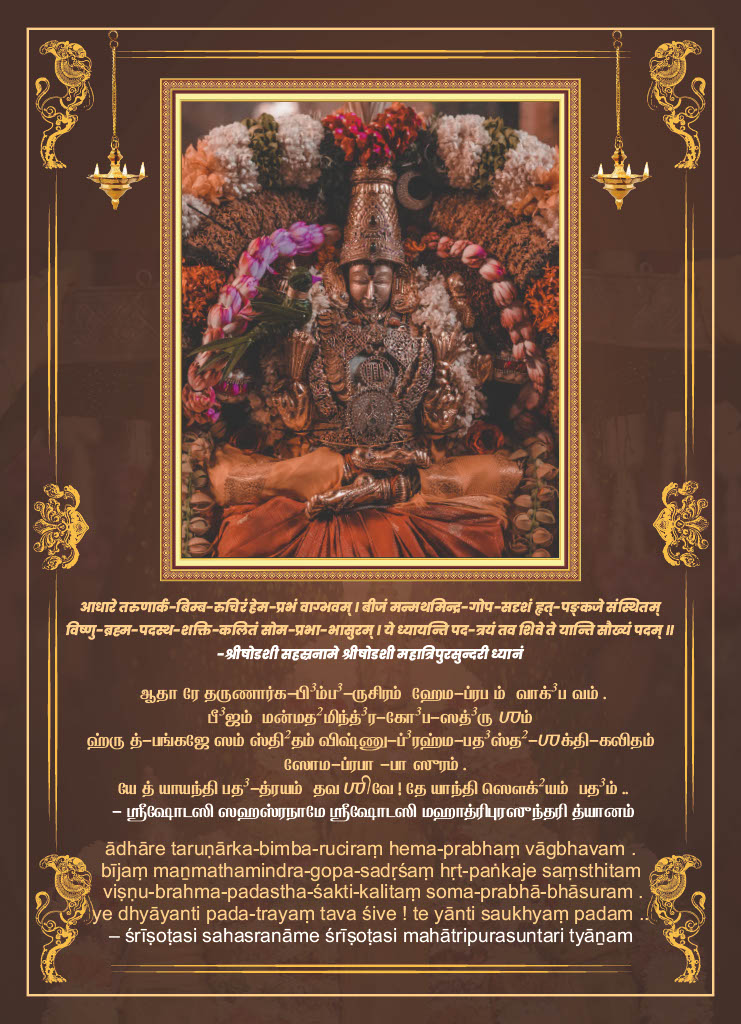 आधारे तरुणार्क-बिम्ब-रुचिरं हेम-प्रभं वाग्भवम् । बीजं मन्मथमिन्द्र-गोप-सदृशं हृत्-पङ्कजे संस्थितम्
विष्णु-ब्रह्म-पदस्थ-शक्ति-कलितं सोम-प्रभा-भासुरम् । ये ध्यायन्ति पद-त्रयं तव शिवे ते यान्ति सौख्यं पदम् ॥
-श्रीषोडशी सहस्रनामे श्रीषोडशी महात्रिपुरसुन्दरी ध्यानं
ஆதா ரே தருணார்க-பி³ம்ப³-ருசிரம் ஹேம-ப்ரப ம் வாக்³ப வம் .
பீ³ஜம் மன்மத²மிந்த்³ர-கோ³ப-ஸத்³ரு ஶம்
ஹ்ரு த்-பங்கஜே ஸம் ஸ்தி²தம் விஷ்ணு-ப்³ரஹ்ம-பத³ஸ்த²-ஶக்தி-கலிதம்
ஸோம-ப்ரபா -பா ஸுரம் .
யே த் யாயந்தி பத³-த்ரயம் தவ ஶிவே ! தே யாந்தி ஸௌக்²யம் பத³ம் ..
– ஸ்ரீஷோடஸி ஸஹஸ்ரநாமே ஸ்ரீஷோடஸி மஹாத்ரிபுரஸுந்தரி த்யானம்
ādhāre taruṇārka-bimba-ruciraṃ hema-prabhaṃ vāgbhavam .
bījaṃ maṉmathamindra-gopa-sadṛśaṃ hṛt-paṅkaje saṃsthitam
viṣṇu-brahma-padastha-śakti-kalitaṃ soma-prabhā-bhāsuram .
ye dhyāyanti pada-trayaṃ tava śive ! te yānti saukhyaṃ padam ..
– śrīṣoṭasi sahasranāme śrīṣoṭasi mahātripurasuntari tyāṉam